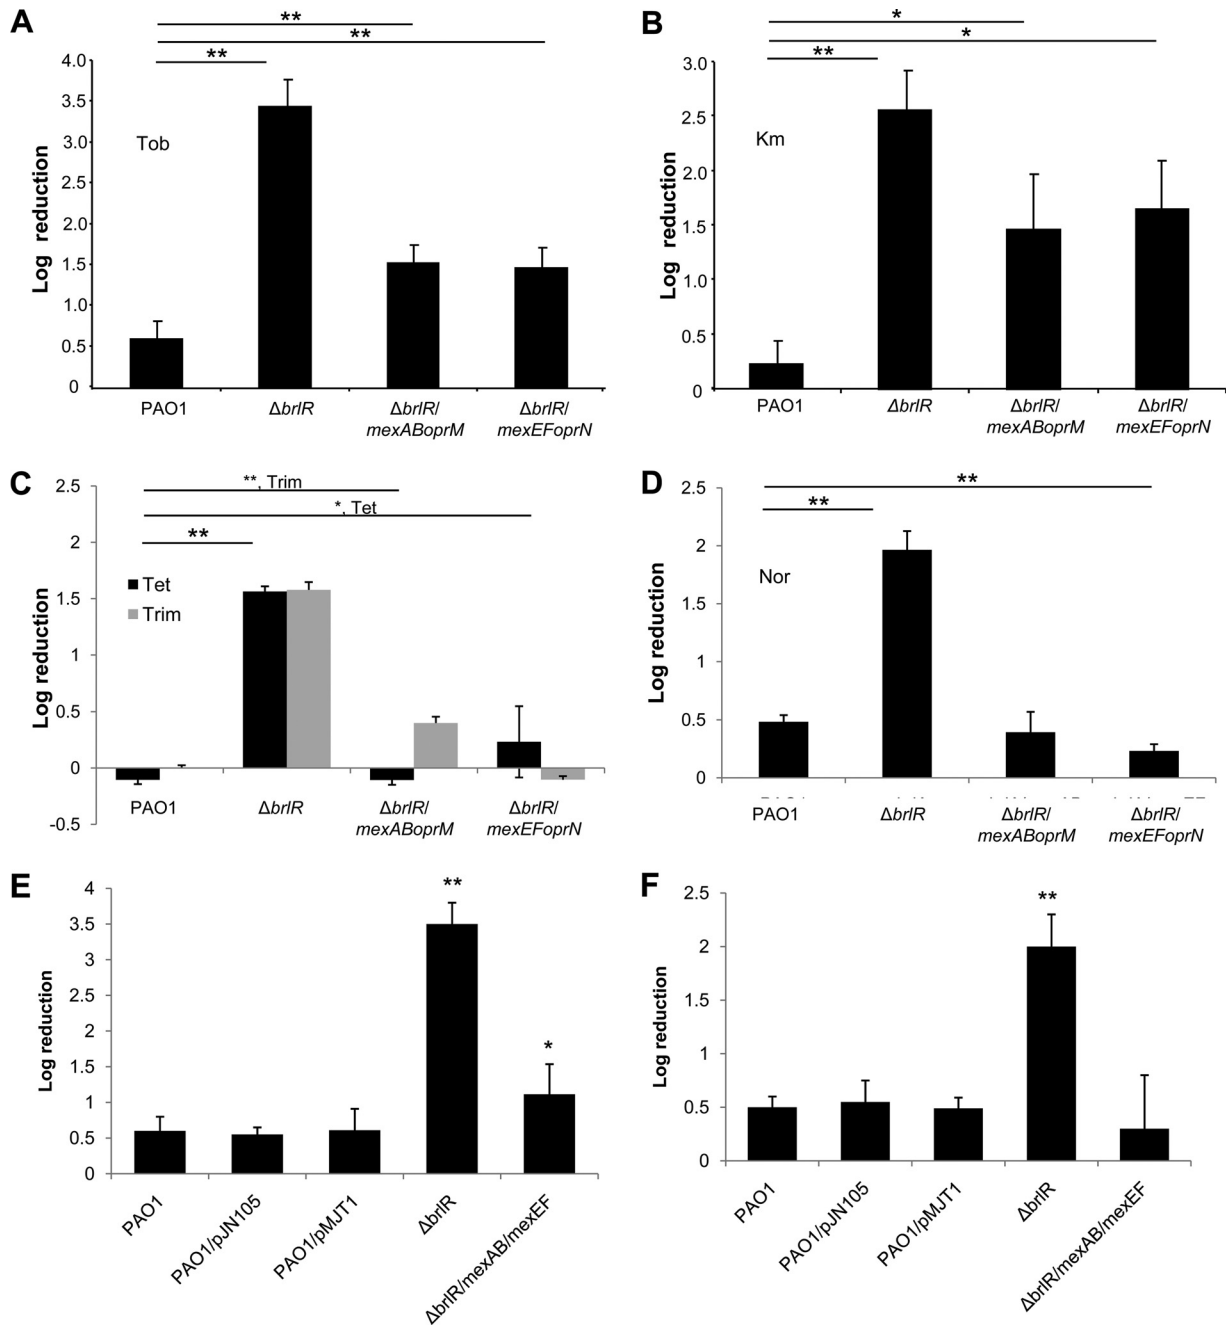 A
**
**
**
4.0
3.5
3.0
2.5
2.0
1.5
1.0
0.5
0
Log reduction
Tob
PAO1
ΔbrlR
ΔbrlR/
mexABoprM
ΔbrlR/
mexEFoprN
B
*
*
**
3.0
2.5
2.0
1.5
1.0
0.5
0
Log reduction
Km
PAO1
ΔbrlR
ΔbrlR/
mexABoprM
ΔbrlR/
mexEFoprN
C
**, Trim
*, Tet
**
2.5
2
1.5
1
0.5
0
-0.5
Log reduction
Tet
Trim
PAO1
ΔbrlR
ΔbrlR/
mexABoprM
ΔbrlR/
mexEFoprN
D
**
**
2.5
2
1.5
1
0.5
0
Log reduction
Nor
PAO1
ΔbrlR
ΔbrlR/
mexABoprM
ΔbrlR/
mexEFoprN
E
**
*
4
3.5
3
2.5
2
1.5
1
0.5
0
Log reduction
PAO1
PAO1/pJN105
PAO1/pMJT1
ΔbrlR
ΔbrlR/mexAB/mexEF
F
**
2.5
2
1.5
1
0.5
0
Log reduction
PAO1
PAO1/pJN105
PAO1/pMJT1
ΔbrlR
ΔbrlR/mexAB/mexEF